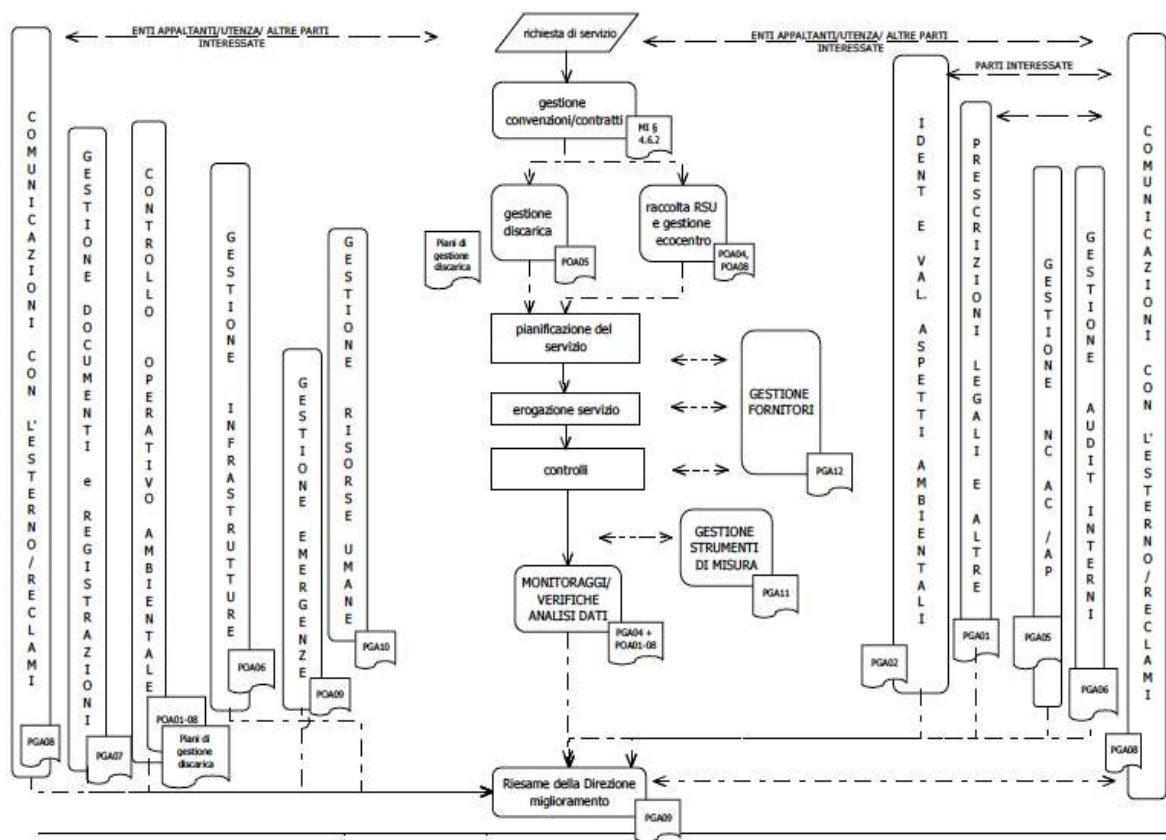 ENTI APPALTANTI/UTENZA/ ALTRE PARTI
INTERESSATE
richiesta di servizio
ENTI APPALTANTI/UTENZA/ ALTRE PARTI
INTERESSATE
PARTI INTERESSATE
gestione
convenzioni/contratti
MI §
4.6.2
gestione
discarica
POA05
Piani di
gestione
discarica
raccolta RSU
e gestione
ecocentro
POA04,
POA08
pianificazione del
servizio
erogazione servizio
controlli
GESTIONE
FORNITORI
PGA12
GESTIONE
STRUMENTI
DI MISURA
PGA11
MONITORAGGI/
VERIFICHE
ANALISI DATI
PGA04 +
POA01-08
Riesame della Direzione
miglioramento
PGA09
COMUNICAZIONI CON L'ESTERNO/RECLAMI
PGA08
GESTIONE DOCUMENTI e REGISTRAZIONI
PGA07
CONTROLLO OPERATIVO AMBIENTALE
POA01-08
Piani di
gestione
discarica
GESTIONE INFRASTRUTTURE
POA06
GESTIONE EMERGENZE
POA09
GESTIONE RISORSE UMANE
PGA10
IDENT E VAL. ASPETTI AMBIENTALI
PGA02
PRESCRIZIONI LEGALI E ALTRE
PGA01
GESTIONE NC AC /AP
PGA05
GESTIONE AUDIT INTERNI
PGA06
COMUNICAZIONI CON L'ESTERNO/RECLAMI
PGA08